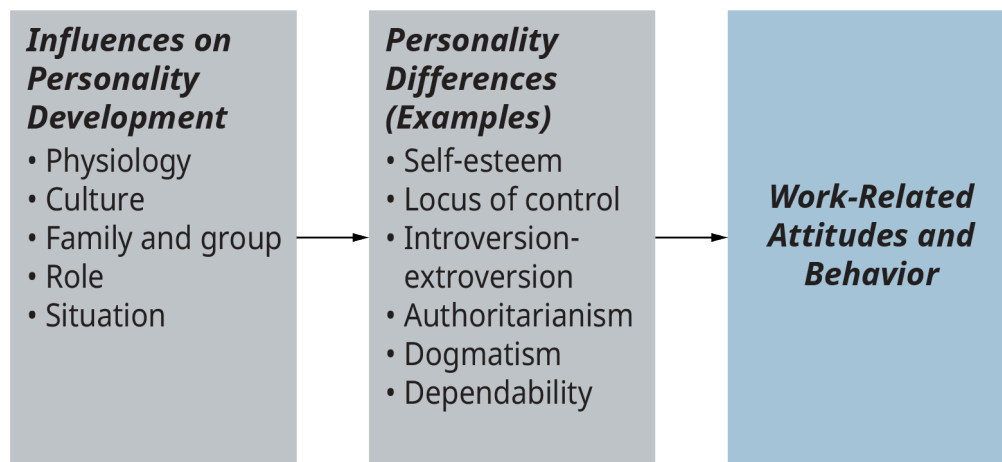 Influences on
Personality
Development
• Physiology
• Culture
• Family and group
• Role
• Situation
Personality
Differences
(Examples)
• Self-esteem
• Locus of control
• Introversion-
extroversion
• Authoritarianism
• Dogmatism
• Dependability
Work-Related
Attitudes and
Behavior